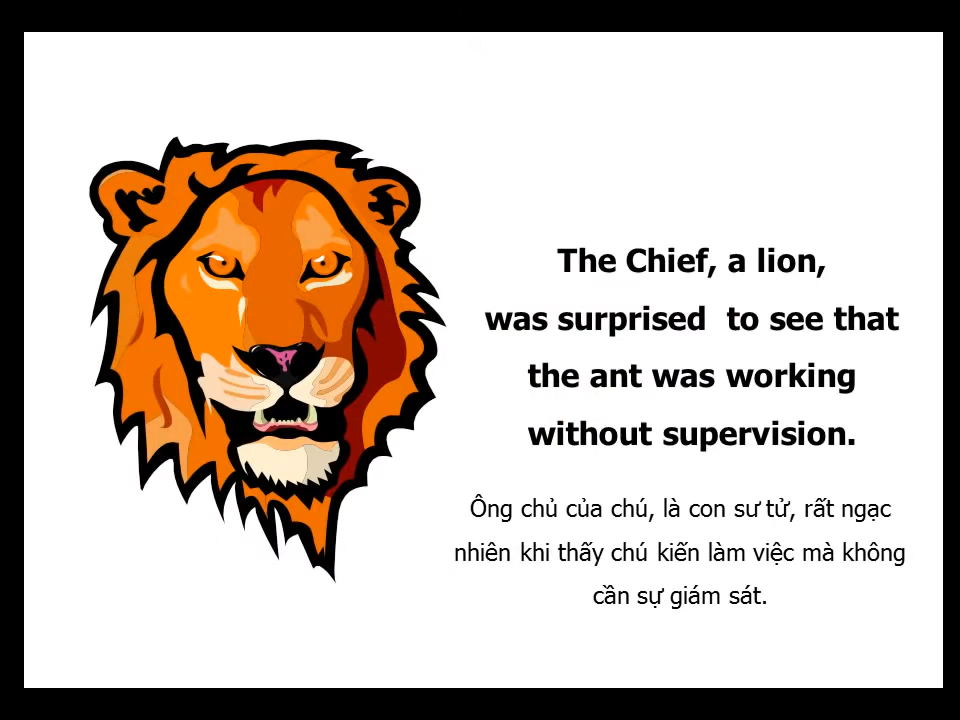 The Chief, a lion,
was surprised  to see that
the ant was working
without supervision.
Ông chủ của chú, là con sư tử, rất ngạc
nhiên khi thấy chú kiến làm việc mà không
cần sự giám sát.